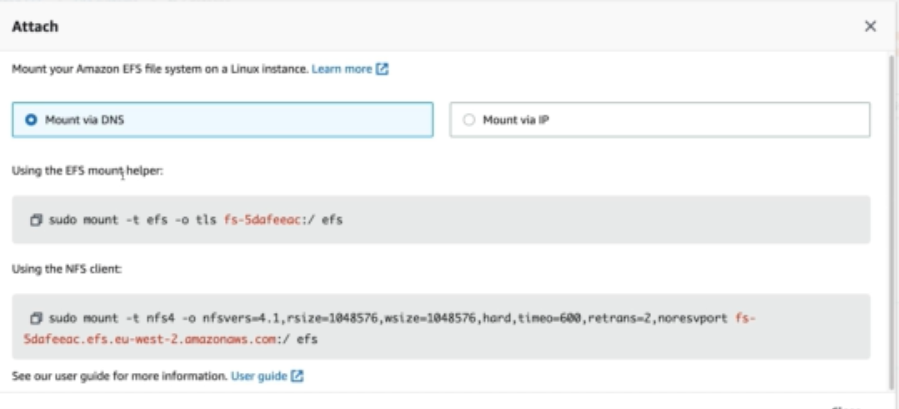 Attach
Mount your Amazon EFS file system on a Linux instance. Learn more
Mount via DNS
Mount via IP
Using the EFS mount helper:
sudo mount -t efs -o tls fs-5dafeeac:/ efs
Using the NFS client:
sudo mount -t nfs4 -o nfsvers=4.1,rsize=1048576,wsize=1048576,hard,timeo=600,retrans=2,noresvport fs-
5dafeeac.efs.eu-west-2.amazonaws.com:/ efs
See our user guide for more information. User guide